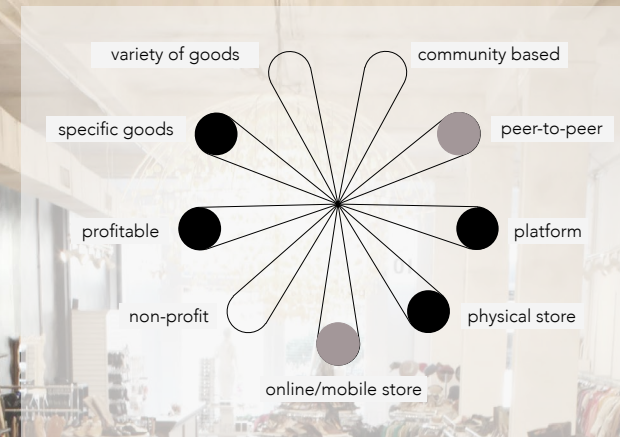 variety of goods
community based
specific goods
peer-to-peer
profitable
platform
non-profit
physical store
online/mobile store